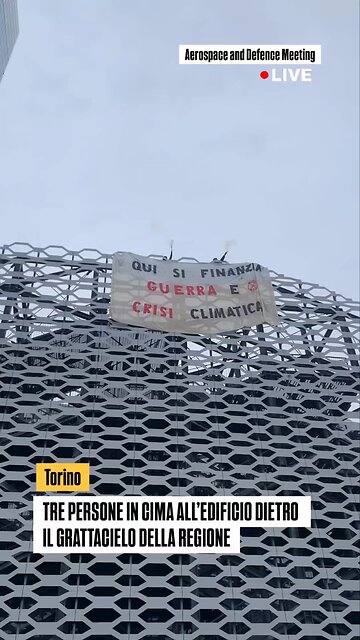 Aerospace and Defence Meeting
LIVE
QUI SI FINANZIA
GUERRA E
CRISI CLIMATICA
Torino
TRE PERSONE IN CIMA ALL'EDIFICIO DIETRO
IL GRATTACIELO DELLA REGIONE